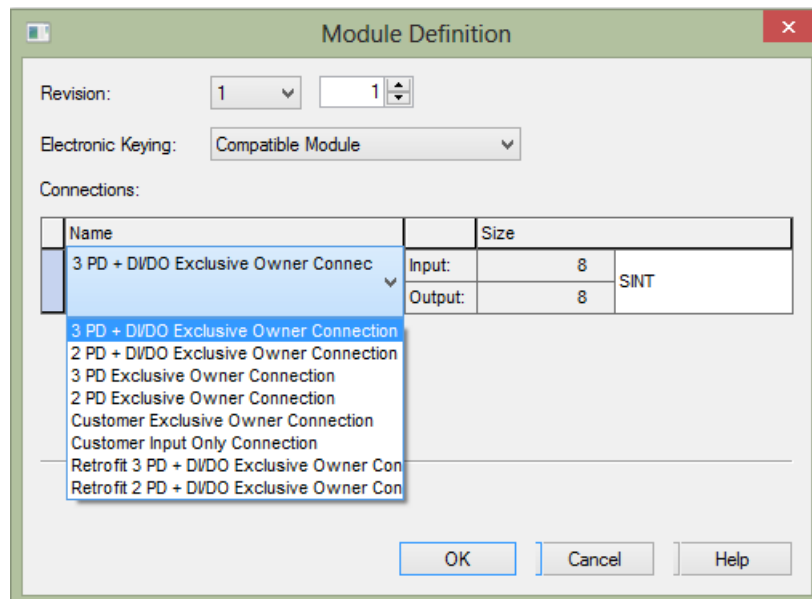 Module Definition
Revision: 1 1
Electronic Keying: Compatible Module
Connections:
Name Size
3 PD + DI/DO Exclusive Owner Connec Input: 8 SINT
Output: 8
3 PD + DI/DO Exclusive Owner Connection
2 PD + DI/DO Exclusive Owner Connection
3 PD Exclusive Owner Connection
2 PD Exclusive Owner Connection
Customer Exclusive Owner Connection
Customer Input Only Connection
Retrofit 3 PD + DI/DO Exclusive Owner Con
Retrofit 2 PD + DI/DO Exclusive Owner Con
OK Cancel Help